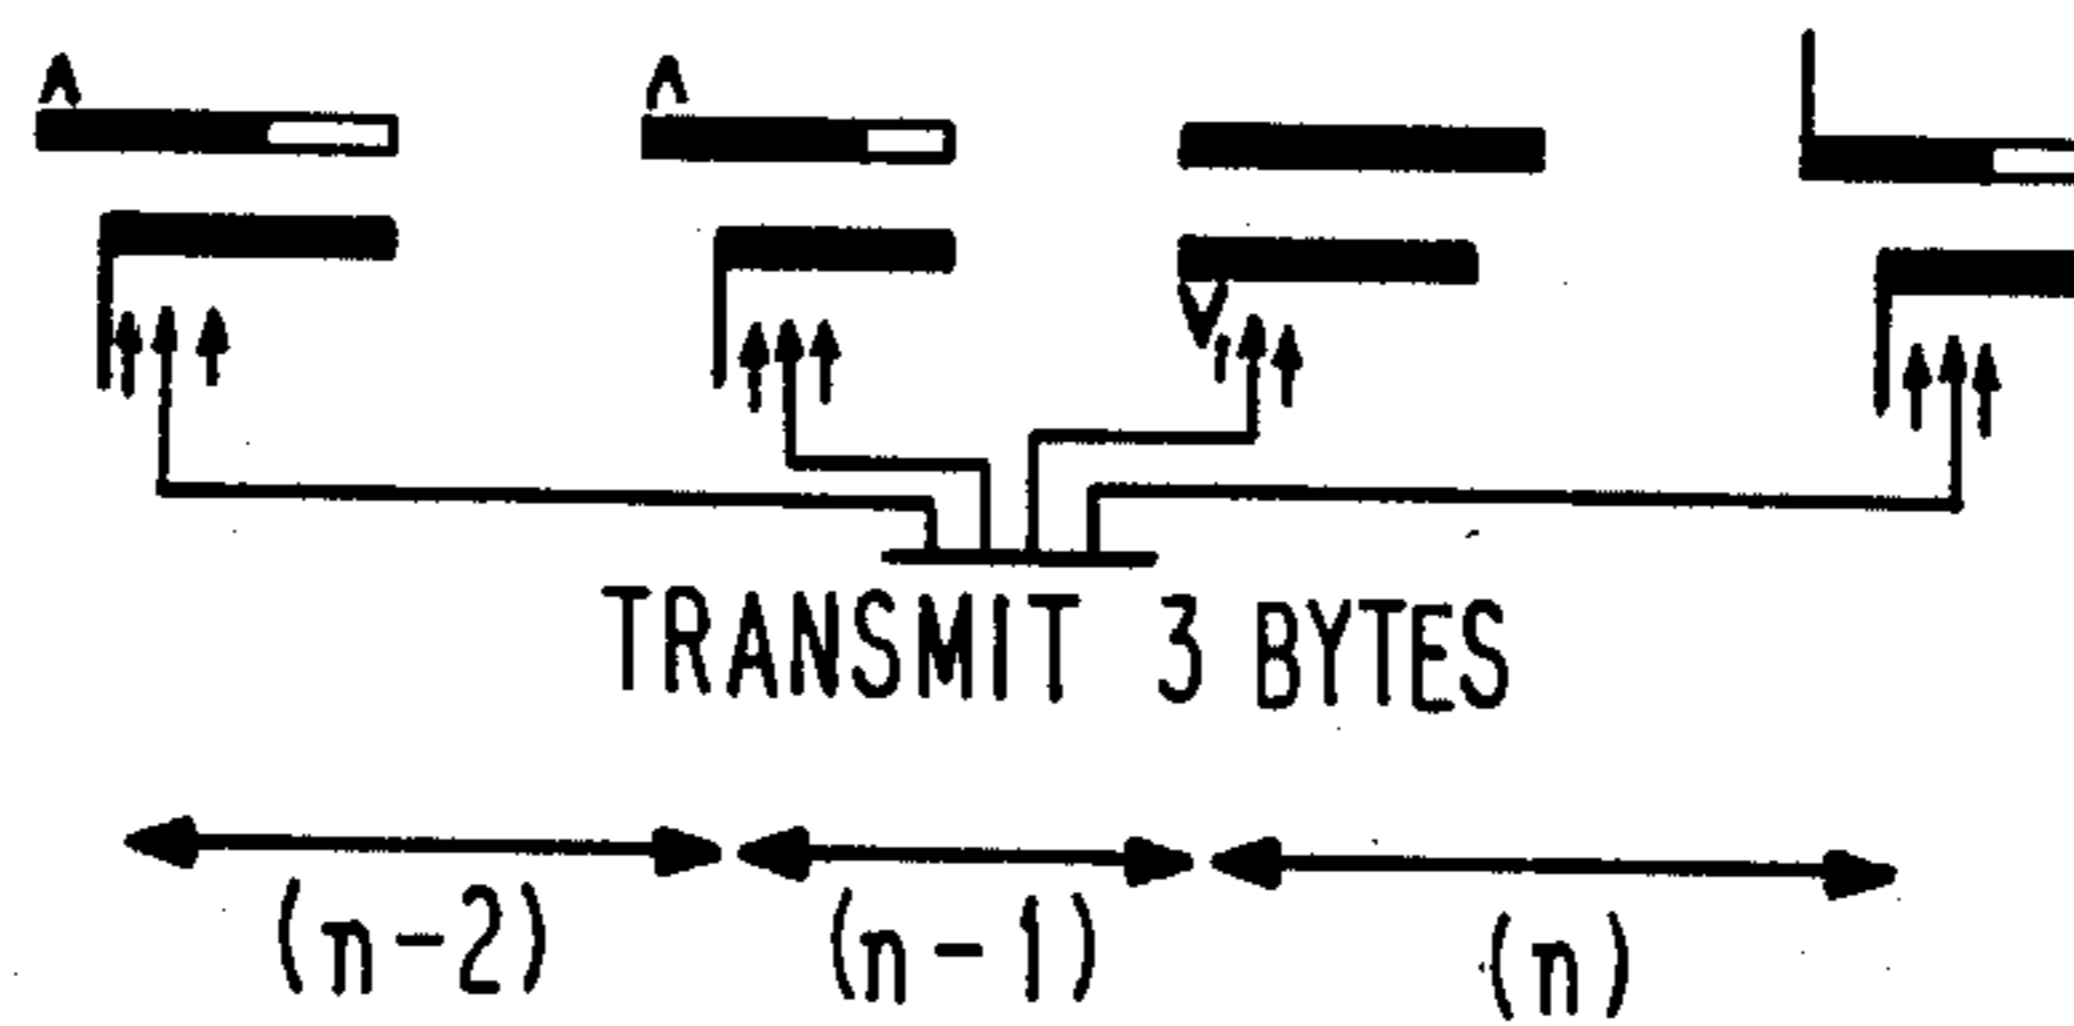 TRANSMIT 3 BYTES
(n-2) (n-1) (n)